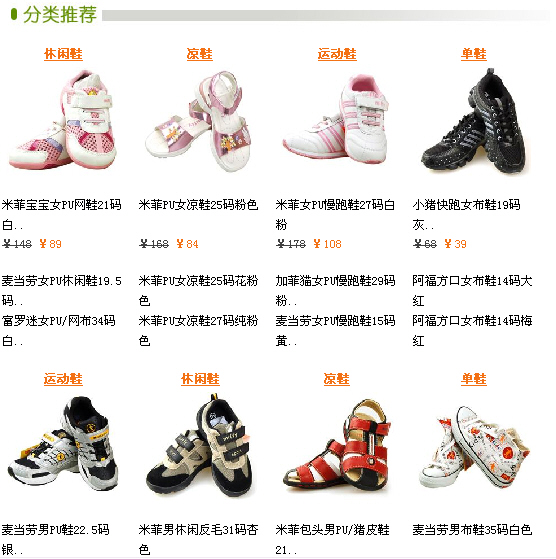 分类推荐
休闲鞋 凉鞋 运动鞋 单鞋
米菲宝宝女PU网鞋21码 米菲PU女凉鞋25码粉色 米菲女PU慢跑鞋27码白 小猪快跑女布鞋19码
白.. 粉 灰..
￥148 ￥89 ￥168 ￥84 ￥178 ￥108 ￥68 ￥39
麦当劳女PU休闲鞋19.5 米菲PU女凉鞋25码花粉 加菲猫女PU慢跑鞋29码 阿福方口女布鞋14码大
码.. 色 粉.. 红
富罗迷女PU/网布34码 米菲PU女凉鞋27码纯粉 麦当劳女PU慢跑鞋15码 阿福方口女布鞋14码梅
白.. 色 黄.. 红
运动鞋 休闲鞋 凉鞋 单鞋
麦当劳男PU鞋22.5码 米菲男休闲反毛31码杏 米菲包头男PU/猪皮鞋 麦当劳男布鞋35码白色
银.. 色 21..